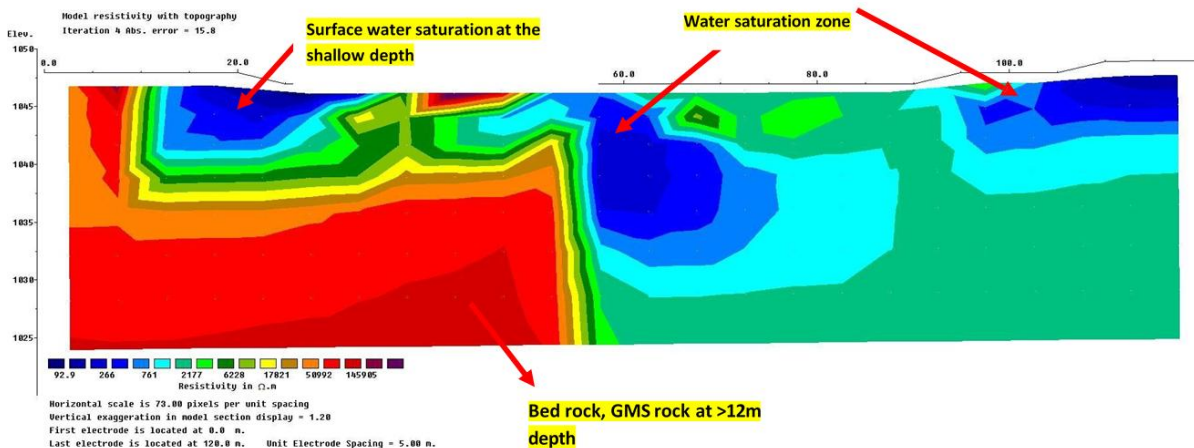 Model resistivity with topography
Iteration 4 Abs. error = 15.8
Elev.
1050
0.0
20.0
60.0
80.0
100.0
Surface water saturation at the
shallow depth
Water saturation zone
1045
1040
1035
1030
1025
92.9 266 761 2177 6228 17821 50992 145905
Resistivity in Ω.m
Bed rock, GMS rock at >12m
depth
Horizontal scale is 73.00 pixels per unit spacing
Vertical exaggeration in model section display = 1.20
First electrode is located at 0.0 m.
Last electrode is located at 120.0 m. Unit Electrode Spacing = 5.00 m.